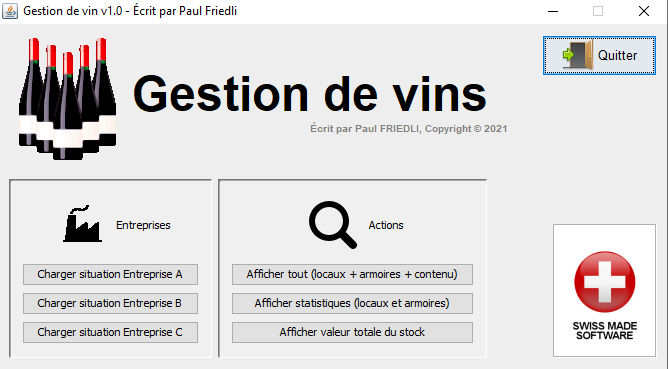 Gestion de vin v1.0 - Écrit par Paul Friedli
Quitter
Gestion de vins
Écrit par Paul FRIEDLI, Copyright © 2021
Entreprises
Charger situation Entreprise A
Charger situation Entreprise B
Charger situation Entreprise C
Actions
Afficher tout (locaux + armoires + contenu)
Afficher statistiques (locaux et armoires)
Afficher valeur totale du stock
SWISS MADE
SOFTWARE